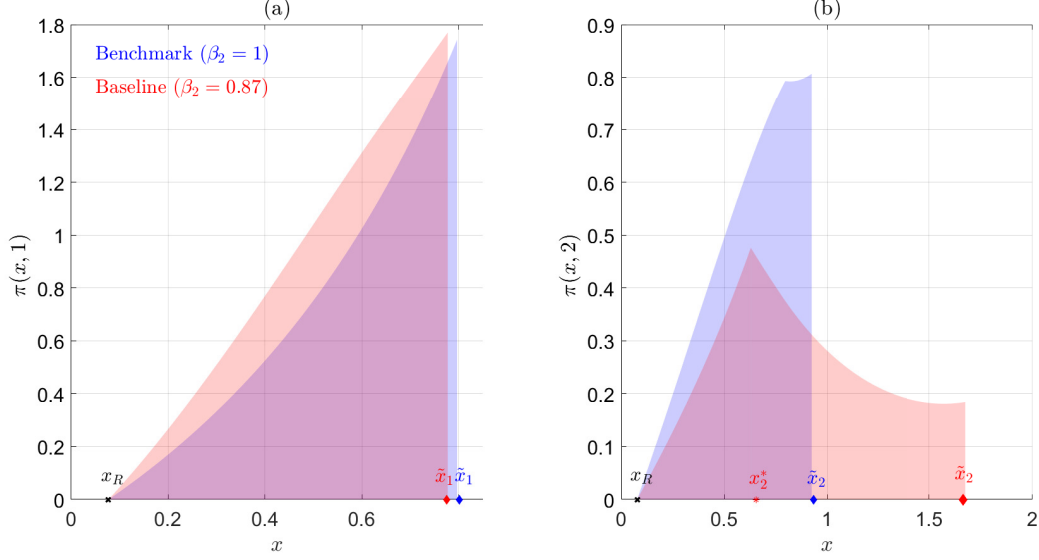 (a)
1.8
1.6
1.4
1.2
1
0.8
0.6
0.4
0.2
0
π(x, 1)
Benchmark (β₂ = 1)
Baseline (β₂ = 0.87)
x_R
x̃₁ x̃₁
0 0.2 0.4 0.6
x
(b)
0.9
0.8
0.7
0.6
0.5
0.4
0.3
0.2
0.1
0
π(x, 2)
x_R
x₂*
x̃₂
x̃₂
0 0.5 1 1.5 2
x